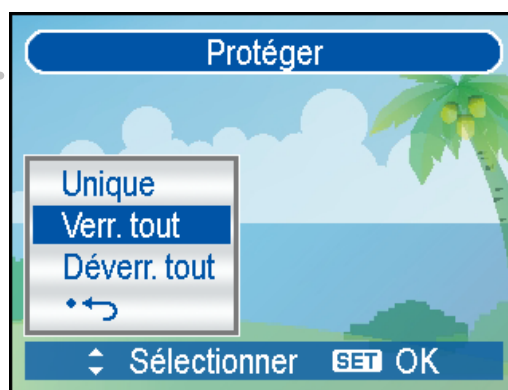 Protéger
Unique
Verr. tout
Déverr. tout
Sélectionner SET OK